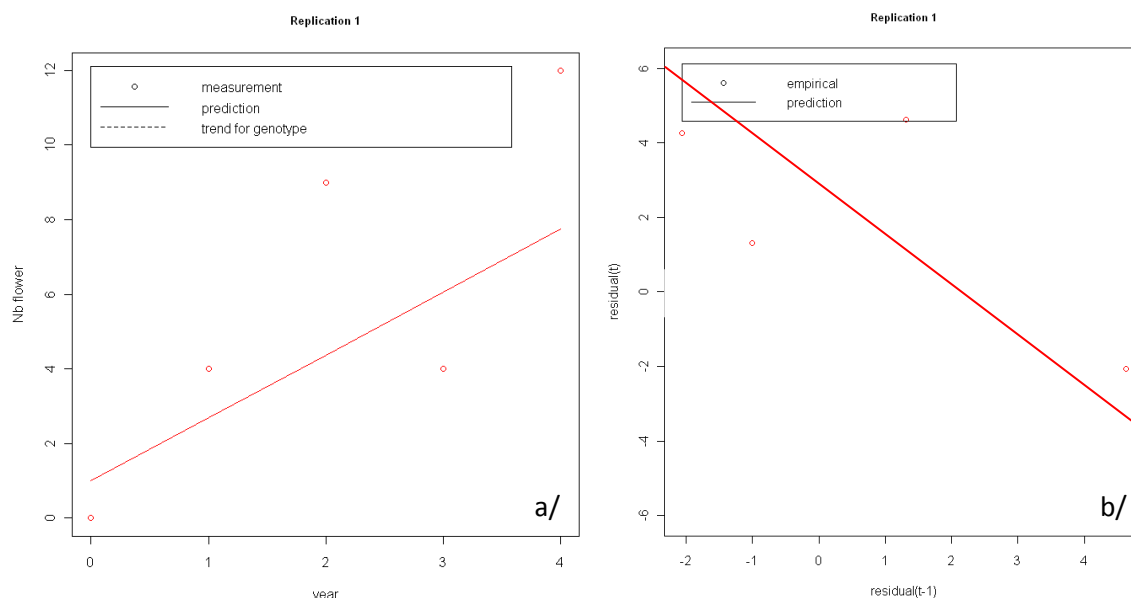 Replication 1
12
10
8
6
4
2
0
Nb flower
measurement
prediction
trend for genotype
a/
0 1 2 3 4
year
Replication 1
6
4
2
0
-2
-4
-6
residual(t)
empirical
prediction
b/
-2 -1 0 1 2 3 4
residual(t-1)